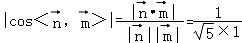 |cos<n⃗, m⃗>|=|n⃗·m⃗|/(|n⃗||m⃗|)=1/(√5×1)